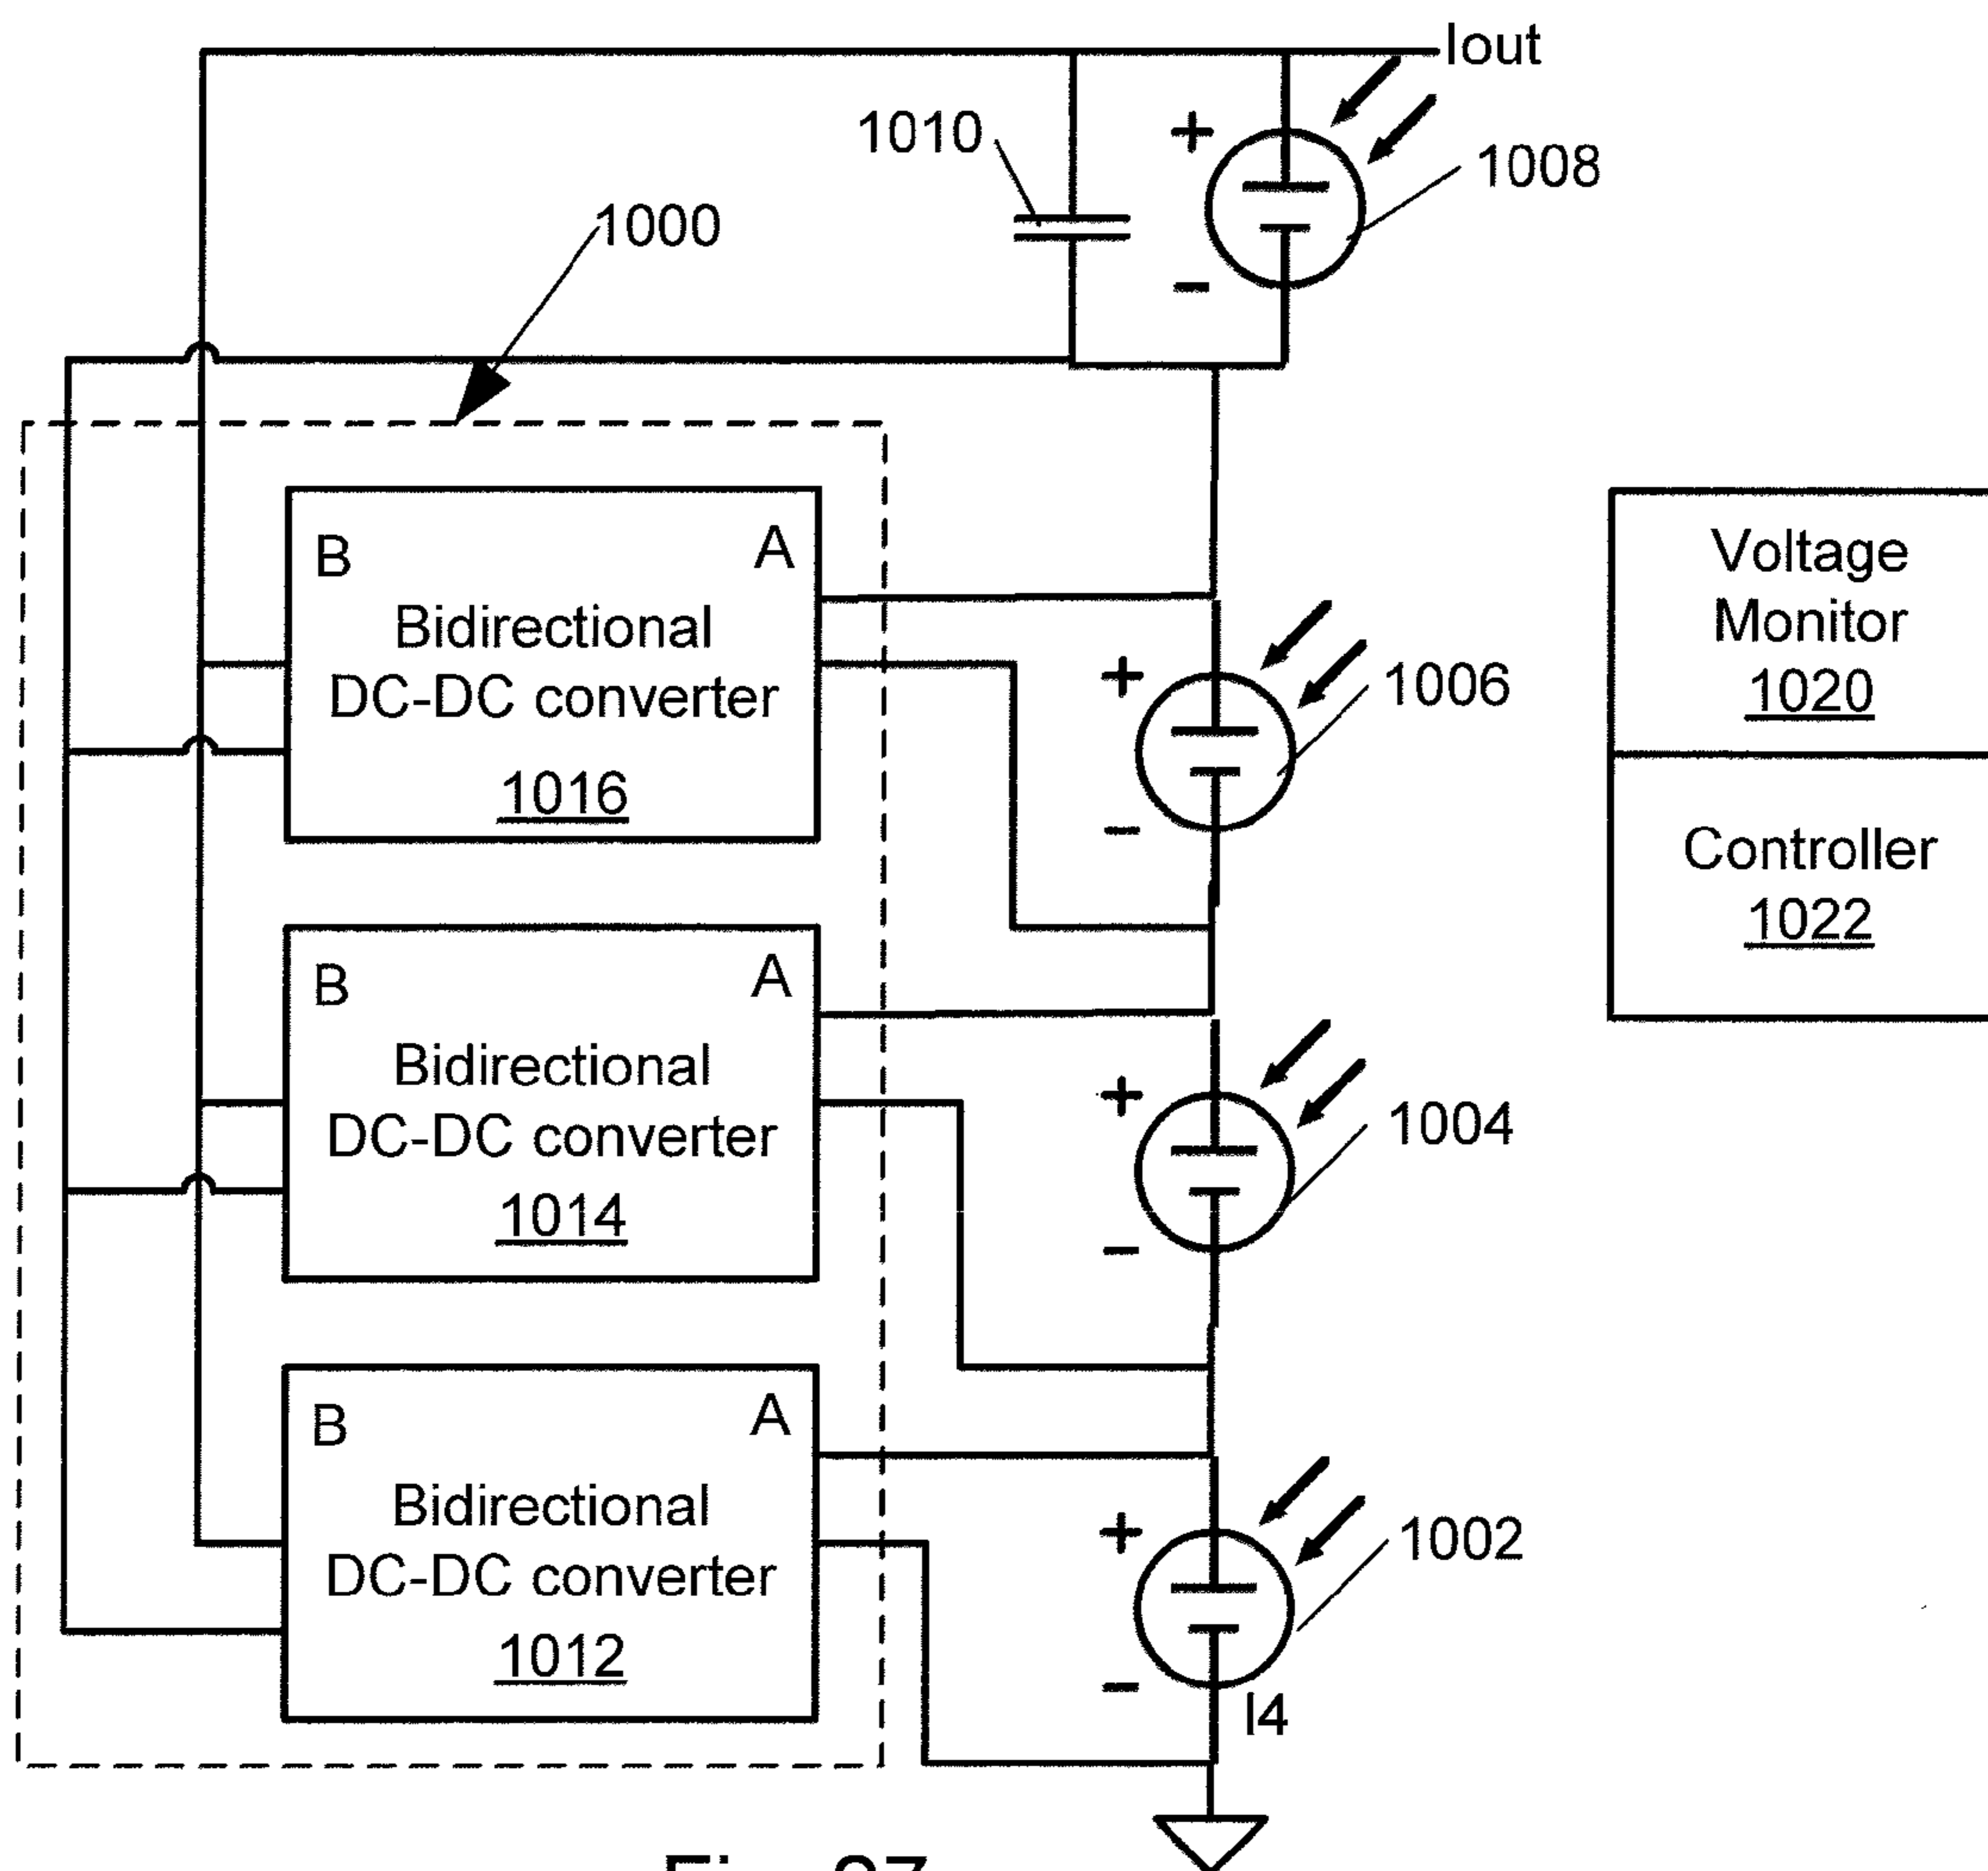 Iout
1010
+
1008
1000
−
B
A
Bidirectional
DC-DC converter
1016
+
1006
−
Voltage
Monitor
1020
Controller
1022
B
A
Bidirectional
DC-DC converter
1014
+
1004
−
B
A
Bidirectional
DC-DC converter
1012
+
1002
−
I4